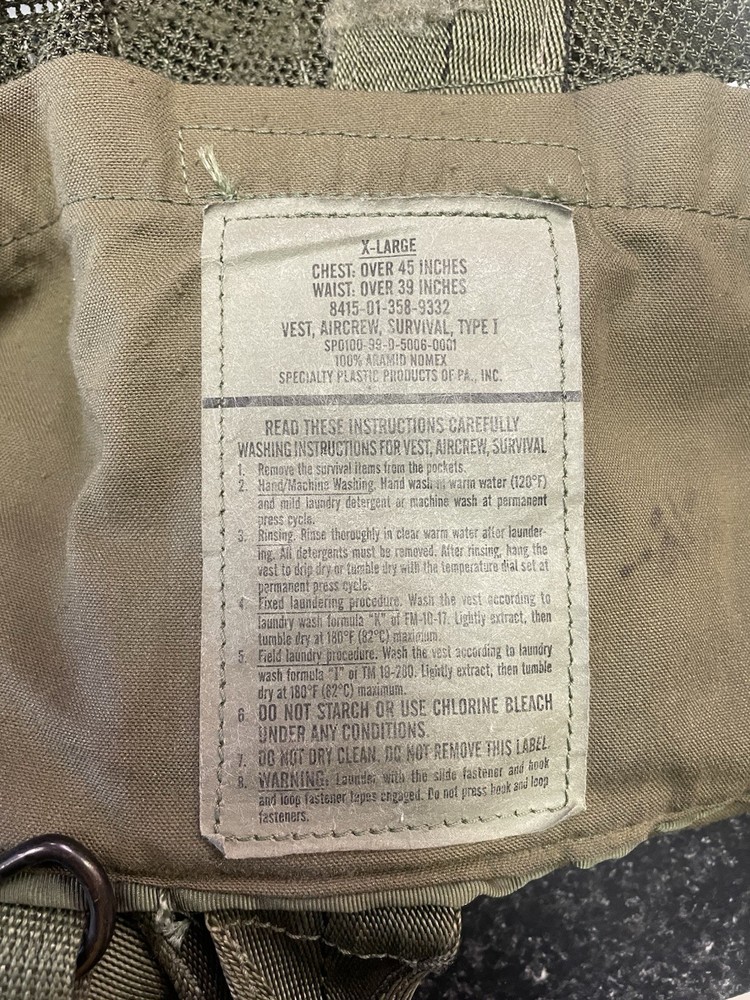 X-LARGE
CHEST: OVER 45 INCHES
WAIST: OVER 39 INCHES
8415-01-358-9332
VEST, AIRCREW, SURVIVAL, TYPE I
SP0100-99-D-5006-0001
100% ARAMID NOMEX
SPECIALTY PLASTIC PRODUCTS OF PA., INC.
READ THESE INSTRUCTIONS CAREFULLY
WASHING INSTRUCTIONS FOR VEST, AIRCREW, SURVIVAL
1. Remove the survival items from the pockets.
2. Hand/Machine Washing. Hand wash in warm water (120°F)
and mild laundry detergent or machine wash at permanent
press cycle.
3. Rinsing. Rinse thoroughly in clear warm water after launder-
ing. All detergents must be removed. After rinsing, hang the
vest to drip dry or tumble dry with the temperature dial set at
permanent press cycle.
4. Fixed laundering procedure. Wash the vest according to
laundry wash formula "K" of FM-10-17. Lightly extract, then
tumble dry at 180°F (82°C) maximum.
5. Field laundry procedure. Wash the vest according to laundry
wash formula "I" of TM 10-280. Lightly extract, then tumble
dry at 180°F (82°C) maximum.
6. DO NOT STARCH OR USE CHLORINE BLEACH
UNDER ANY CONDITIONS.
7. DO NOT DRY CLEAN. DO NOT REMOVE THIS LABEL.
8. WARNING: Launder with the slide fastener and hook
and loop fastener tapes engaged. Do not press hook and loop
fasteners.